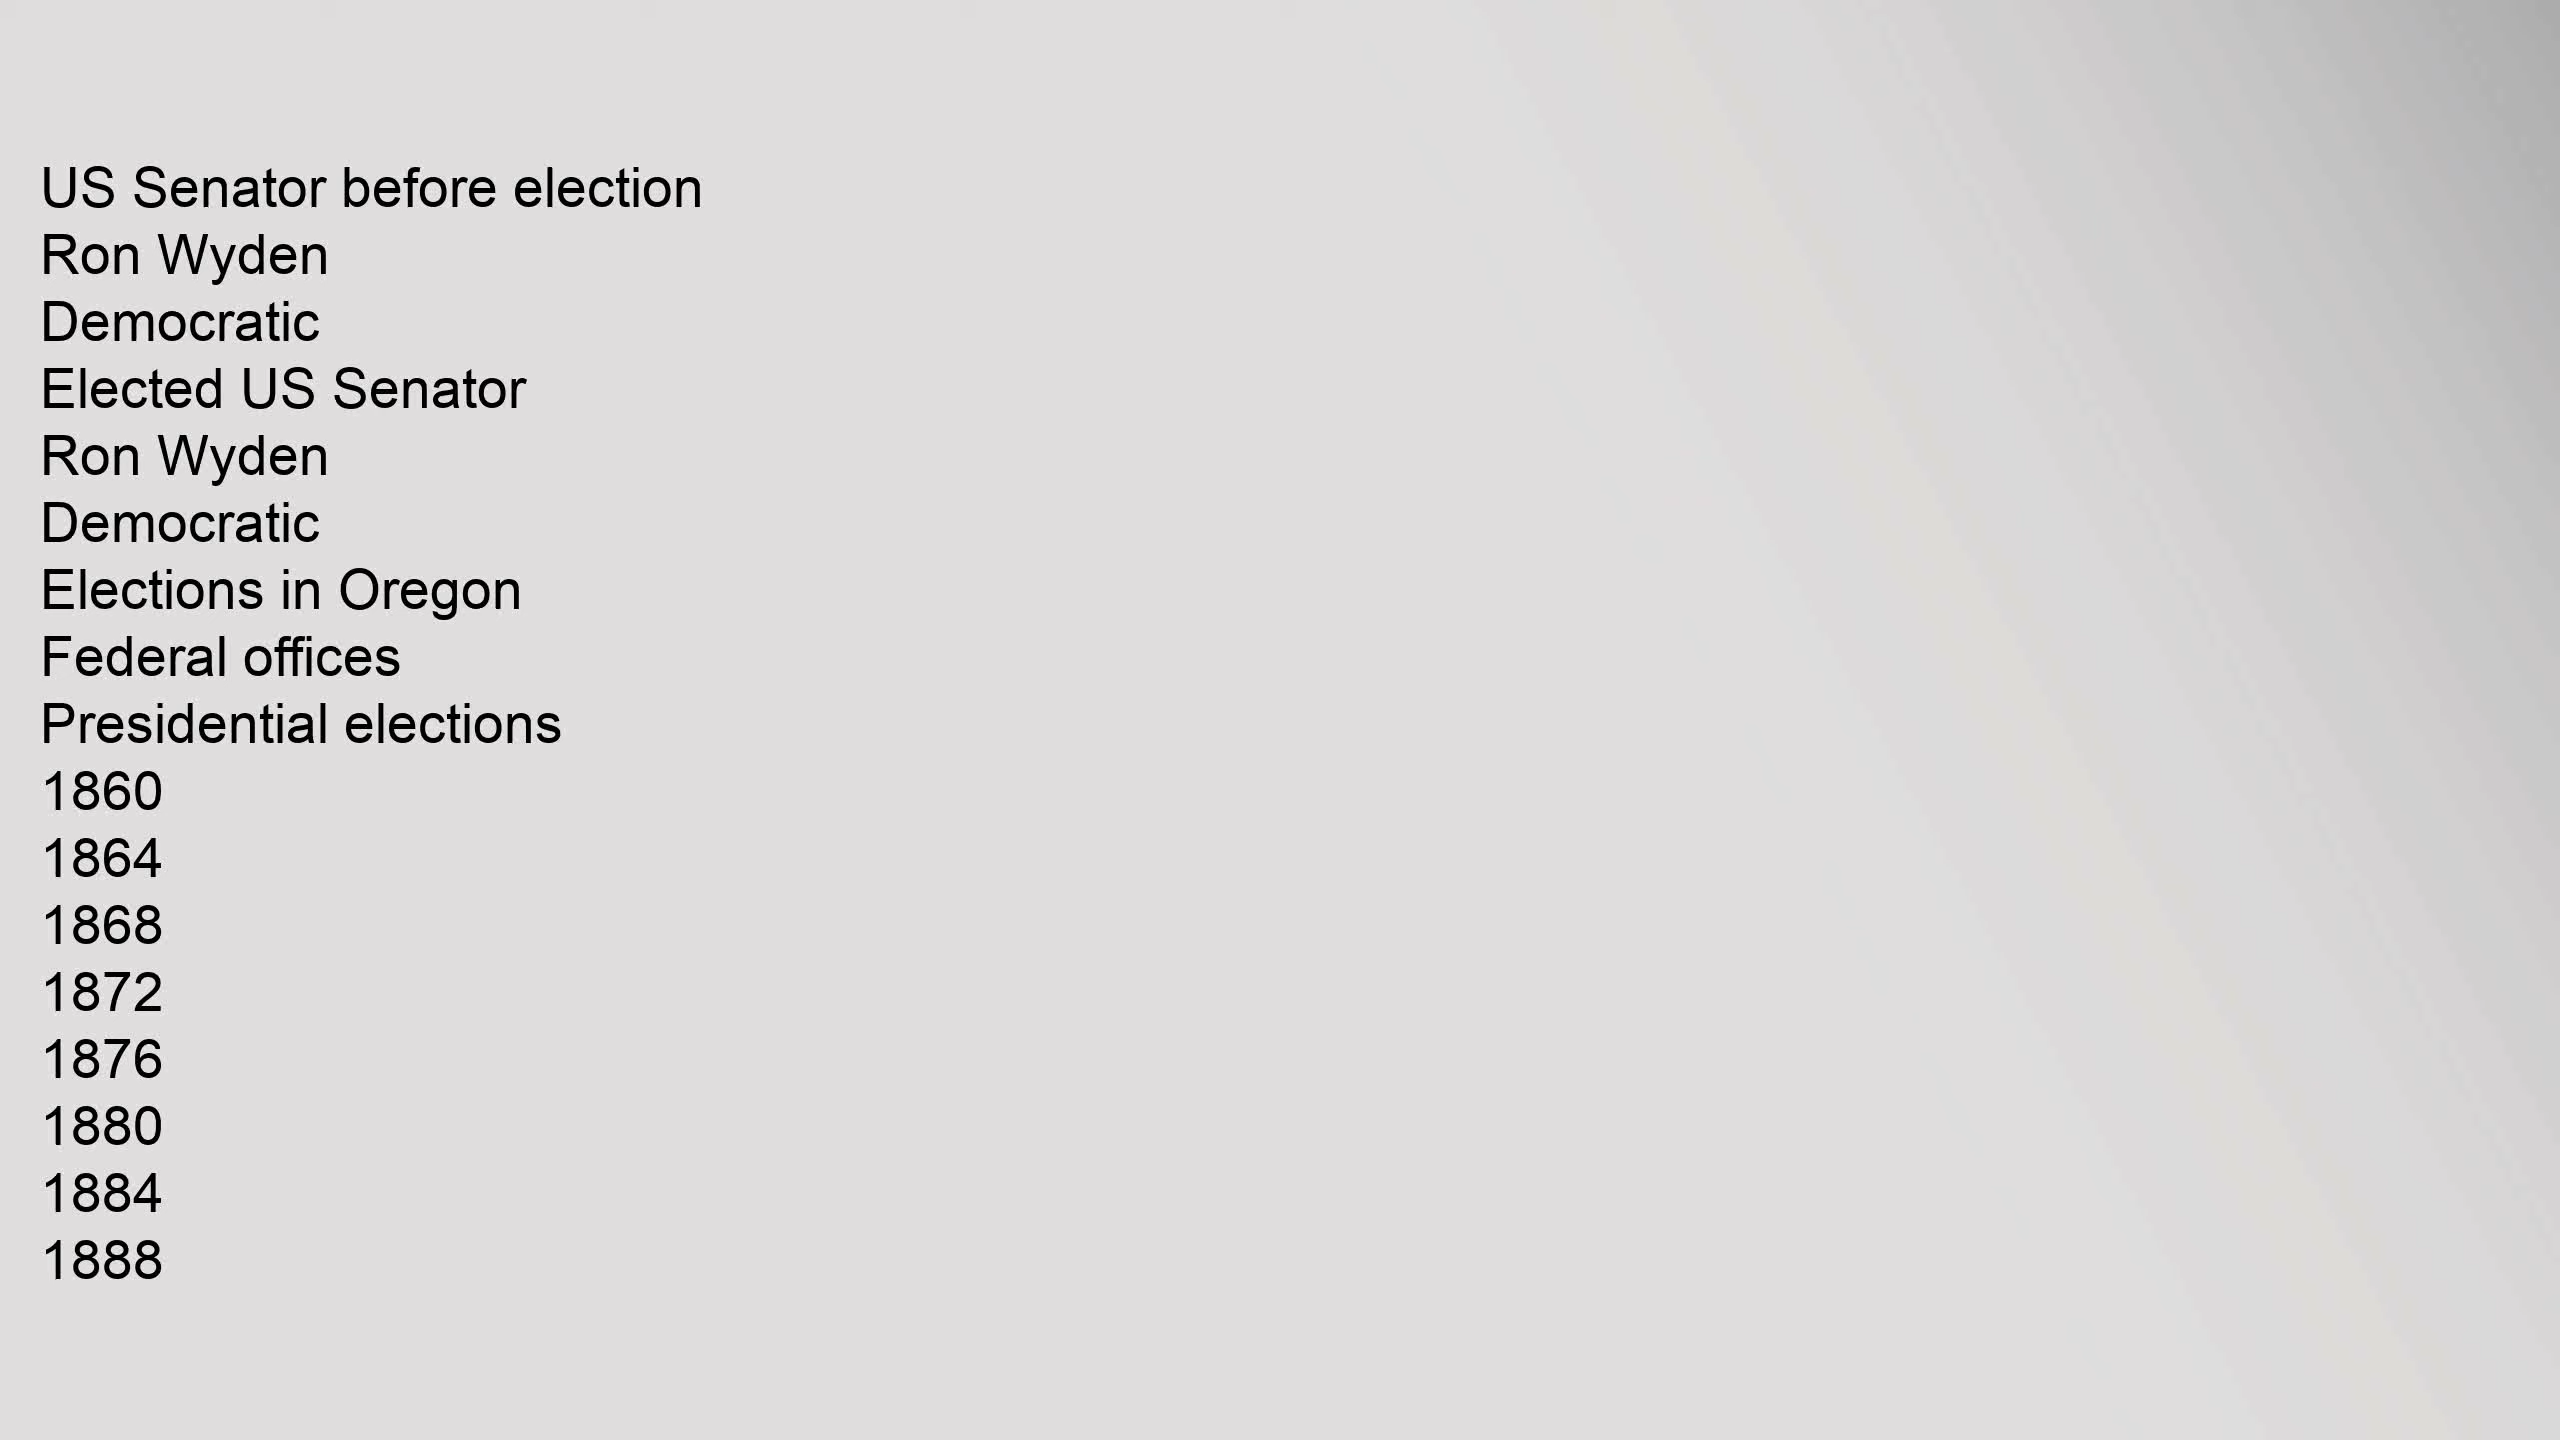 US Senator before election
Ron Wyden
Democratic
Elected US Senator
Ron Wyden
Democratic
Elections in Oregon
Federal offices
Presidential elections
1860
1864
1868
1872
1876
1880
1884
1888